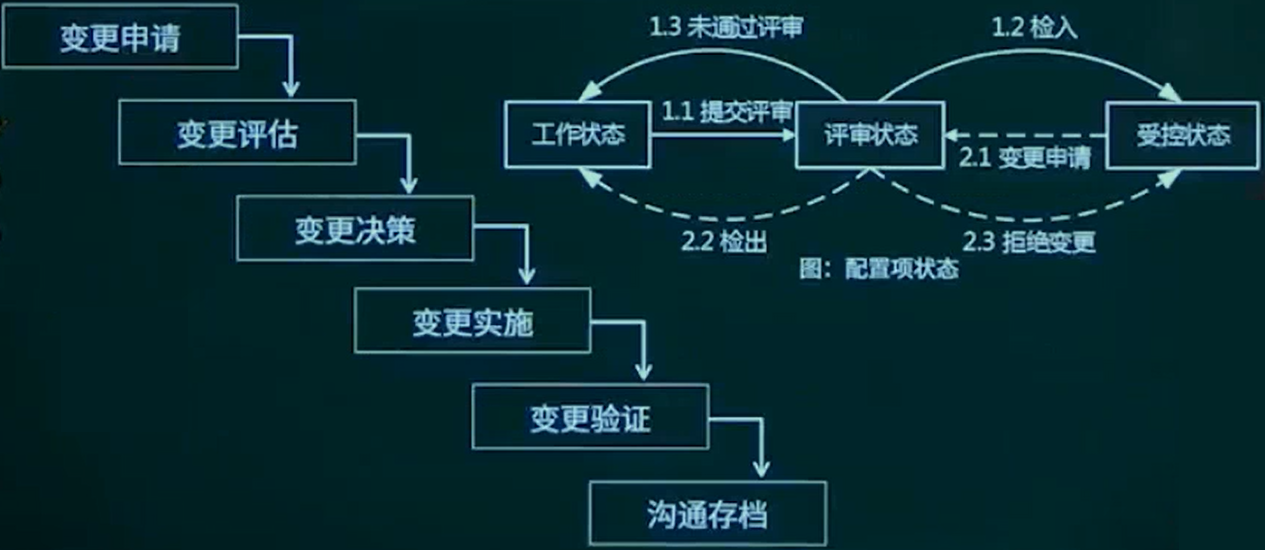 变更申请
变更评估
变更决策
变更实施
变更验证
沟通存档
1.3 未通过评审
1.2 检入
1.1 提交评审
工作状态
评审状态
受控状态
2.1 变更申请
2.2 检出
2.3 拒绝变更
图：配置项状态